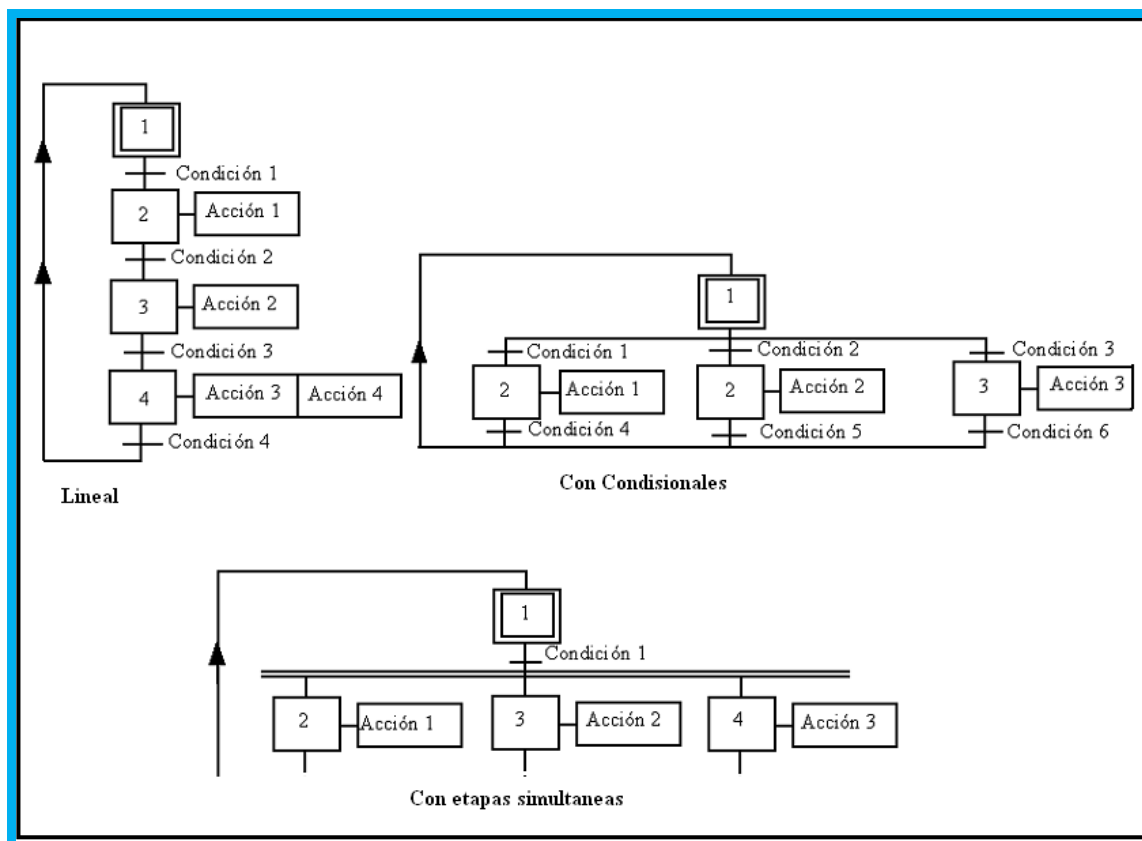 1
Condición 1
2
Acción 1
Condición 2
3
Acción 2
Condición 3
4
Acción 3
Acción 4
Condición 4
Lineal
1
Condición 1
Condición 2
Condición 3
2
Acción 1
2
Acción 2
3
Acción 3
Condición 4
Condición 5
Condición 6
Con Condisionales
1
Condición 1
2
Acción 1
3
Acción 2
4
Acción 3
Con etapas simultaneas